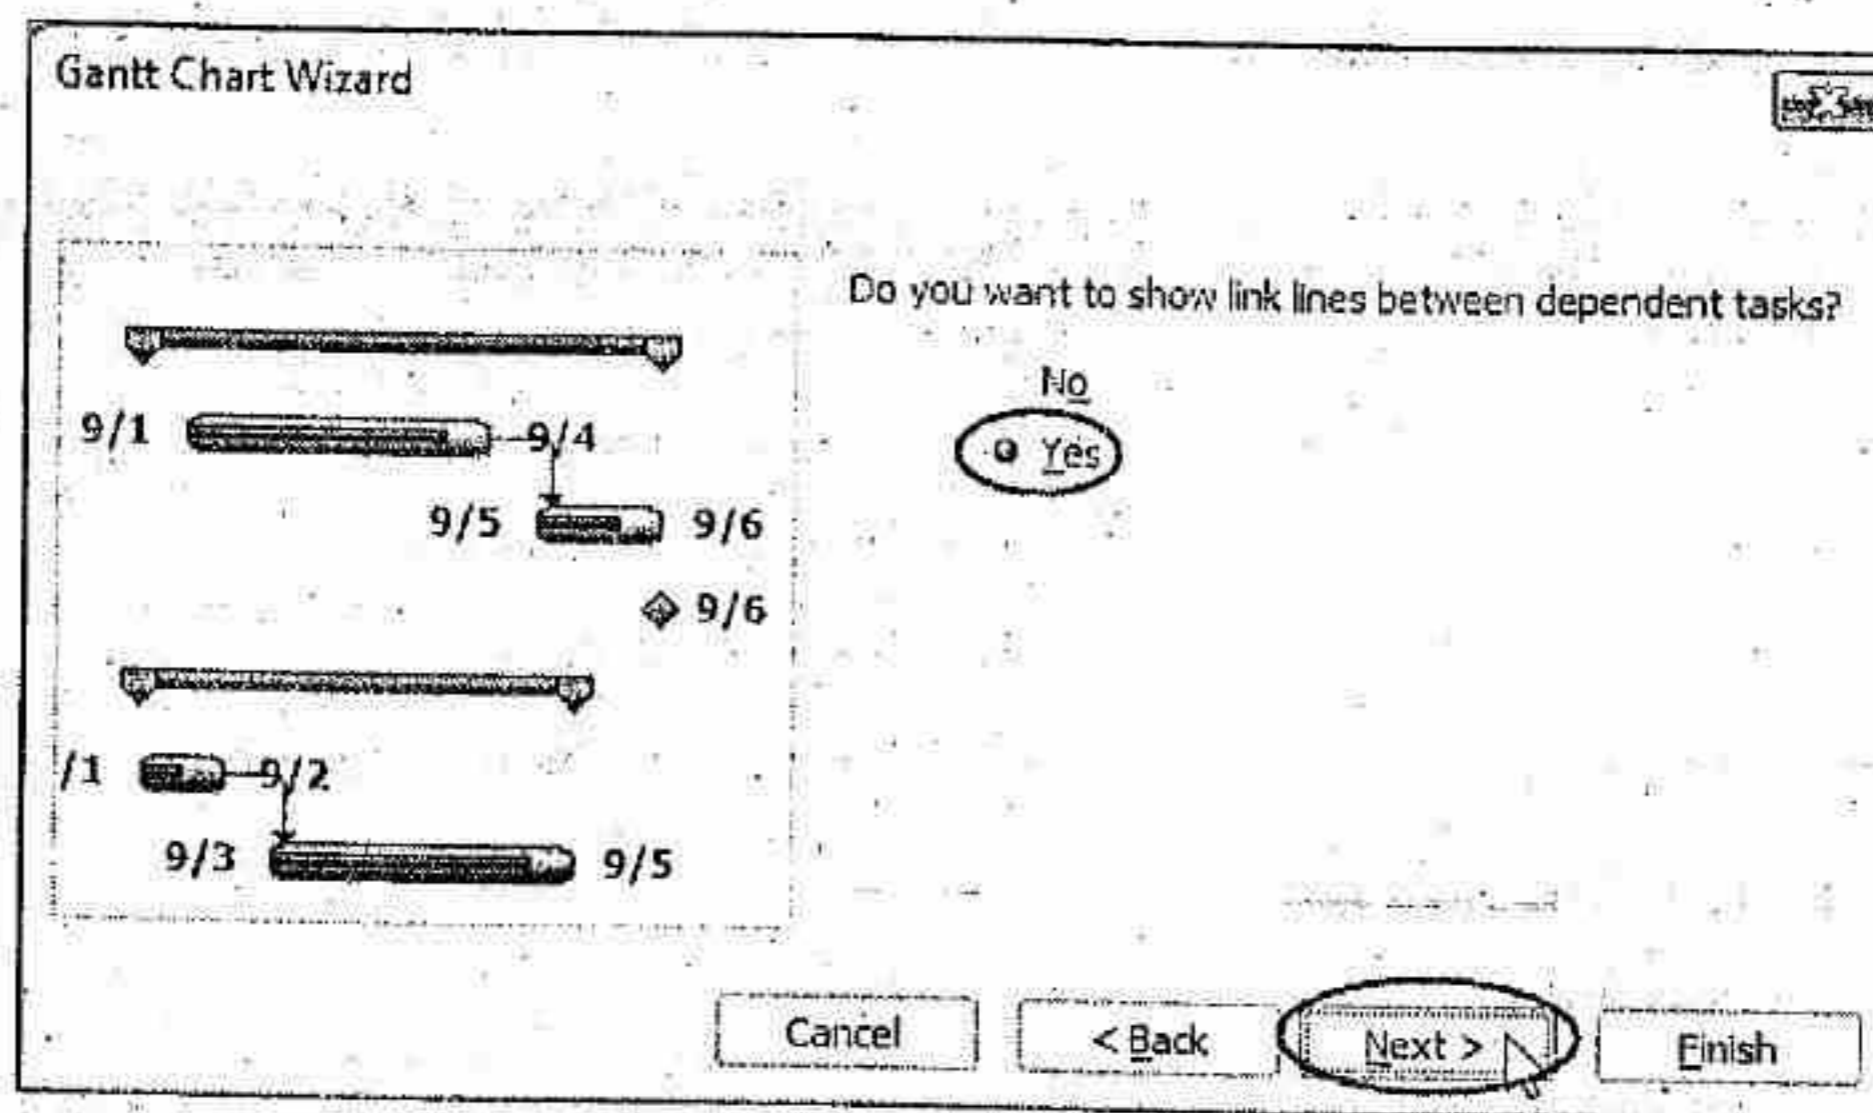 Gantt Chart Wizard
Do you want to show link lines between dependent tasks?
No
Yes
9/1
9/4
9/5
9/6
9/6
/1
9/2
9/3
9/5
Cancel
< Back
Next >
Finish